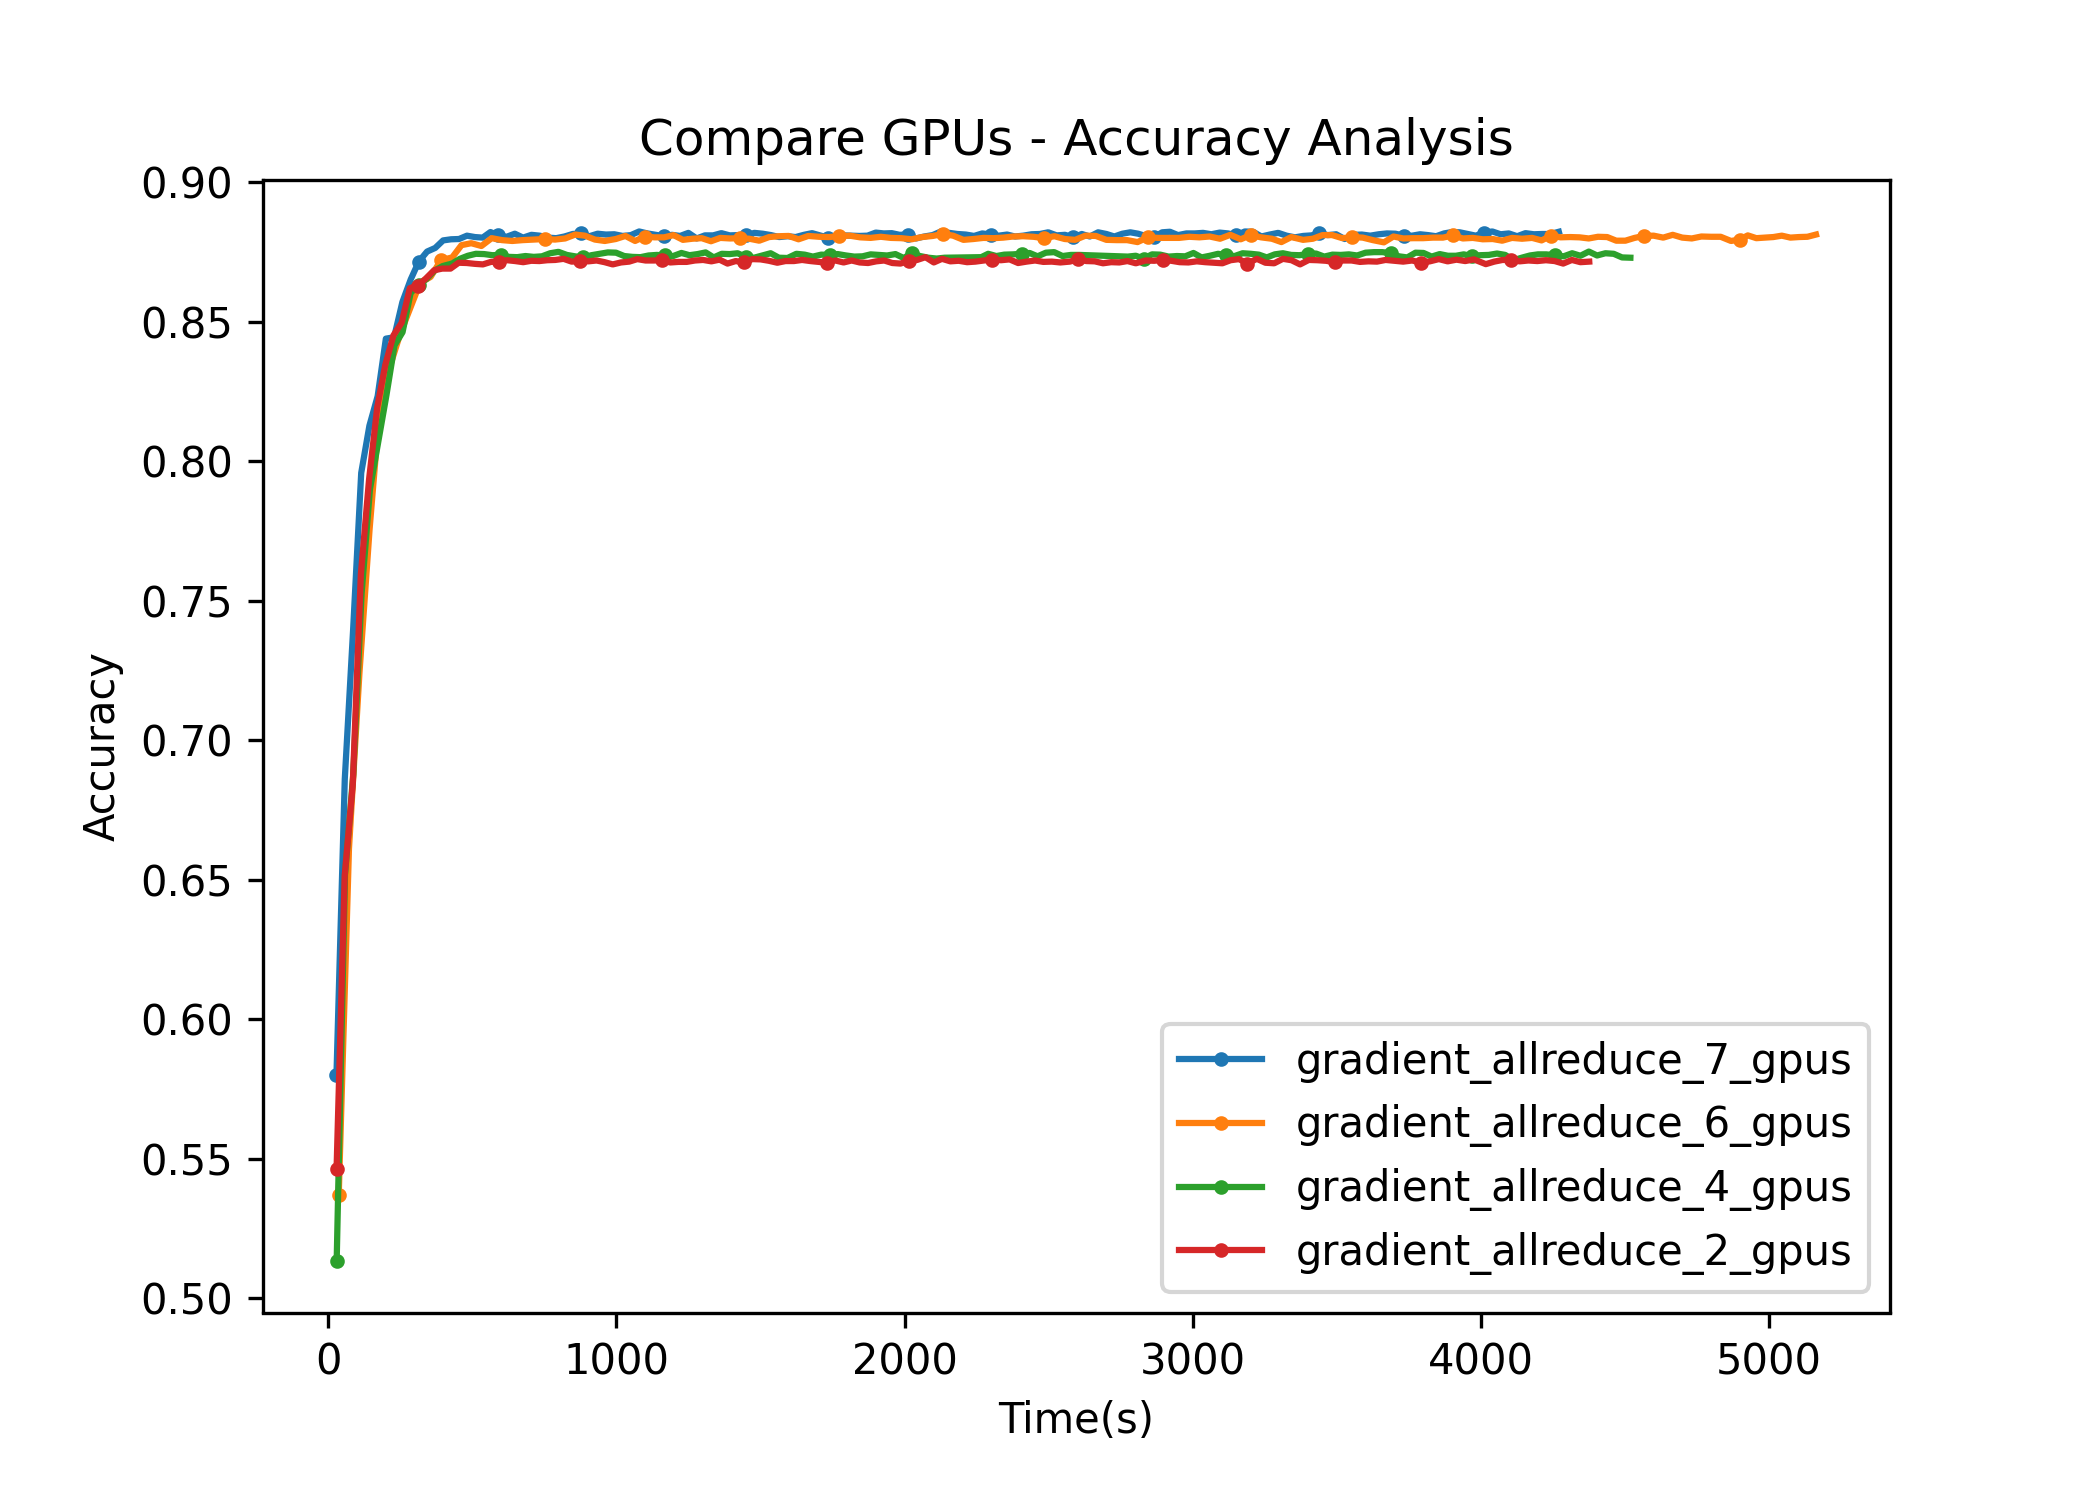 Compare GPUs - Accuracy Analysis
0.90
0.85
0.80
0.75
0.70
0.65
0.60
0.55
0.50
Accuracy
gradient_allreduce_7_gpus
gradient_allreduce_6_gpus
gradient_allreduce_4_gpus
gradient_allreduce_2_gpus
0 1000 2000 3000 4000 5000
Time(s)